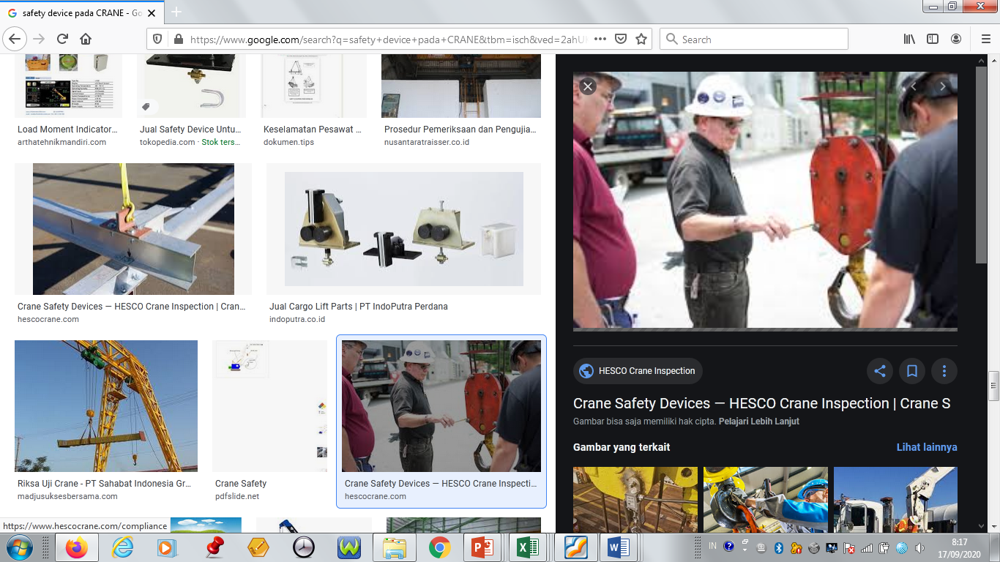 safety device pada CRANE - Go
https://www.google.com/search?q=safety+device+pada+CRANE&tbm=isch&ved=2ahU
Search
Load Moment Indicator...
arthatehnikmandiri.com
Jual Safety Device Untu...
tokopedia.com · Stok ters...
Keselamatan Pesawat ...
dokumen.tips
Prosedur Pemeriksaan dan Pengujia...
nusantaratraisser.co.id
Crane Safety Devices — HESCO Crane Inspection | Cran...
hescocrane.com
Jual Cargo Lift Parts | PT IndoPutra Perdana
indoputra.co.id
Riksa Uji Crane - PT Sahabat Indonesia Gr...
madjusuksesbersama.com
Crane Safety
pdfslide.net
Crane Safety Devices — HESCO Crane Inspecti...
hescocrane.com
HESCO Crane Inspection
Crane Safety Devices — HESCO Crane Inspection | Crane S
Gambar bisa saja memiliki hak cipta. Pelajari Lebih Lanjut
Gambar yang terkait
Lihat lainnya
https://www.hescocrane.com/compliance
IN
8:17
17/09/2020